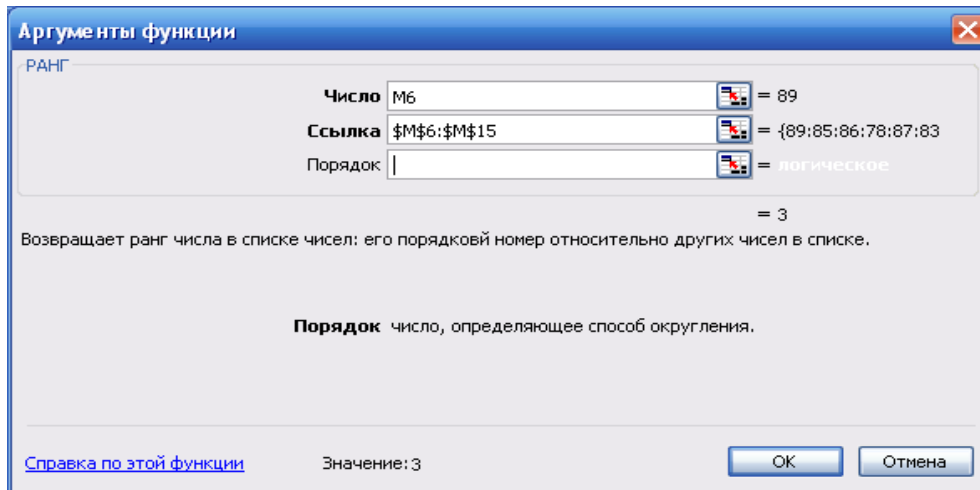 Аргументы функции
РАНГ
Число М6 = 89
Ссылка $M$6:$M$15 = {89:85:86:78:87:83
Порядок = логическое
= 3
Возвращает ранг числа в списке чисел: его порядковй номер относительно других чисел в списке.
Порядок число, определяющее способ округления.
Справка по этой функции Значение:3 ОК Отмена